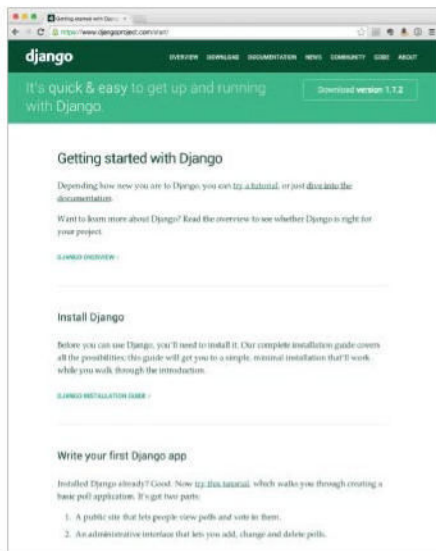 Getting started with Django
https://www.djangoproject.com/start/
django
OVERVIEW DOWNLOAD DOCUMENTATION NEWS COMMUNITY CODE ABOUT
It's quick & easy to get up and running
with Django.
Download version 1.7.2
Getting started with Django
Depending how new you are to Django, you can try a tutorial, or just dive into the
documentation.
Want to learn more about Django? Read the overview to see whether Django is right for
your project.
DJANGO OVERVIEW ›
Install Django
Before you can use Django, you'll need to install it. Our complete installation guide covers
all the possibilities; this guide will get you to a simple, minimal installation that'll work
while you walk through the introduction.
DJANGO INSTALLATION GUIDE ›
Write your first Django app
Installed Django already? Good. Now try this tutorial, which walks you through creating a
basic poll application. It's got two parts:
1. A public site that lets people view polls and vote in them.
2. An administrative interface that lets you add, change and delete polls.